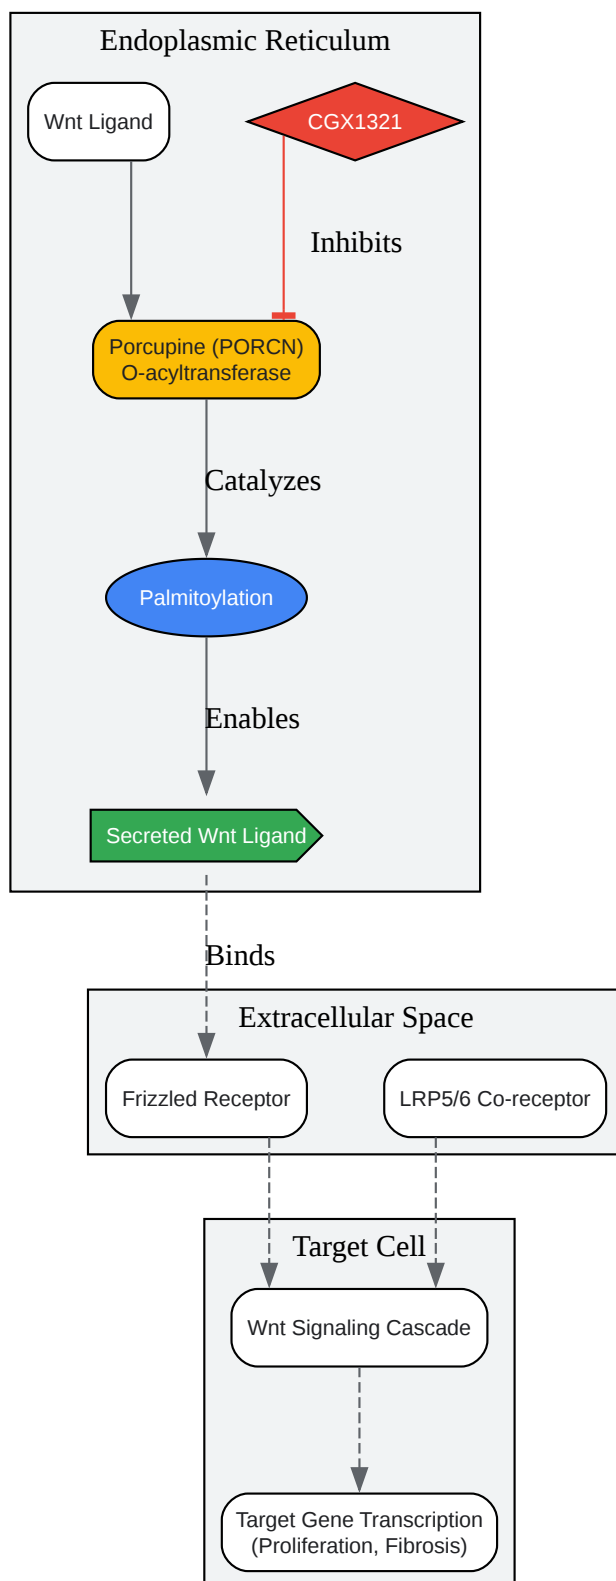 Endoplasmic Reticulum
Wnt Ligand
CGX1321
Inhibits
Porcupine (PORCN)
O-acyltransferase
Catalyzes
Palmitoylation
Enables
Secreted Wnt Ligand
Binds
Extracellular Space
Frizzled Receptor
LRP5/6 Co-receptor
Target Cell
Wnt Signaling Cascade
Target Gene Transcription
(Proliferation, Fibrosis)